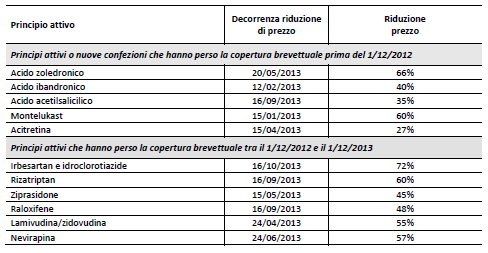 Principio attivo Decorrenza riduzione di prezzo Riduzione prezzo
Principi attivi o nuove confezioni che hanno perso la copertura brevettuale prima del 1/12/2012
Acido zoledronico 20/05/2013 66%
Acido ibandronico 12/02/2013 40%
Acido acetilsalicilico 16/09/2013 35%
Montelukast 15/01/2013 60%
Acitretina 15/04/2013 27%
Principi attivi che hanno perso la copertura brevettuale tra il 1/12/2012 e il 1/12/2013
Irbesartan e idroclorotiazide 16/10/2013 72%
Rizatriptan 16/09/2013 60%
Ziprasidone 15/05/2013 45%
Raloxifene 16/09/2013 48%
Lamivudina/zidovudina 24/04/2013 55%
Nevirapina 24/06/2013 57%